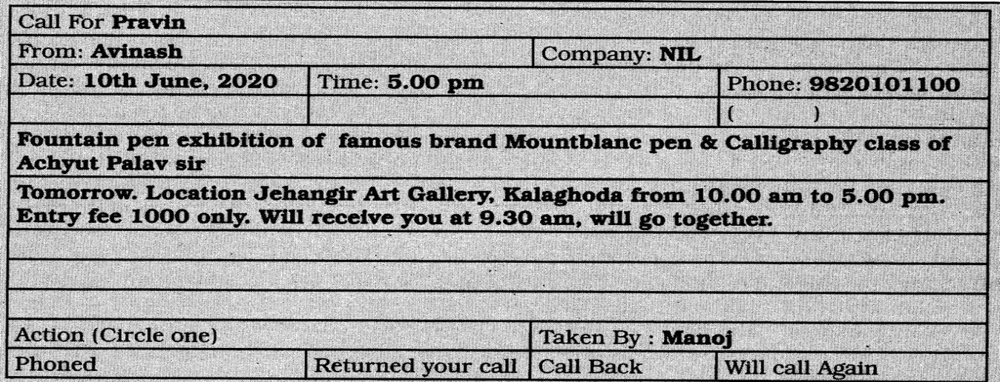 Call For Pravin
From: Avinash Company: NIL
Date: 10th June, 2020 Time: 5.00 pm Phone: 9820101100
( )
Fountain pen exhibition of famous brand Mountblanc pen & Calligraphy class of
Achyut Palav sir
Tomorrow. Location Jehangir Art Gallery, Kalaghoda from 10.00 am to 5.00 pm.
Entry fee 1000 only. Will receive you at 9.30 am, will go together.
Action (Circle one) Taken By : Manoj
Phoned Returned your call Call Back Will call Again